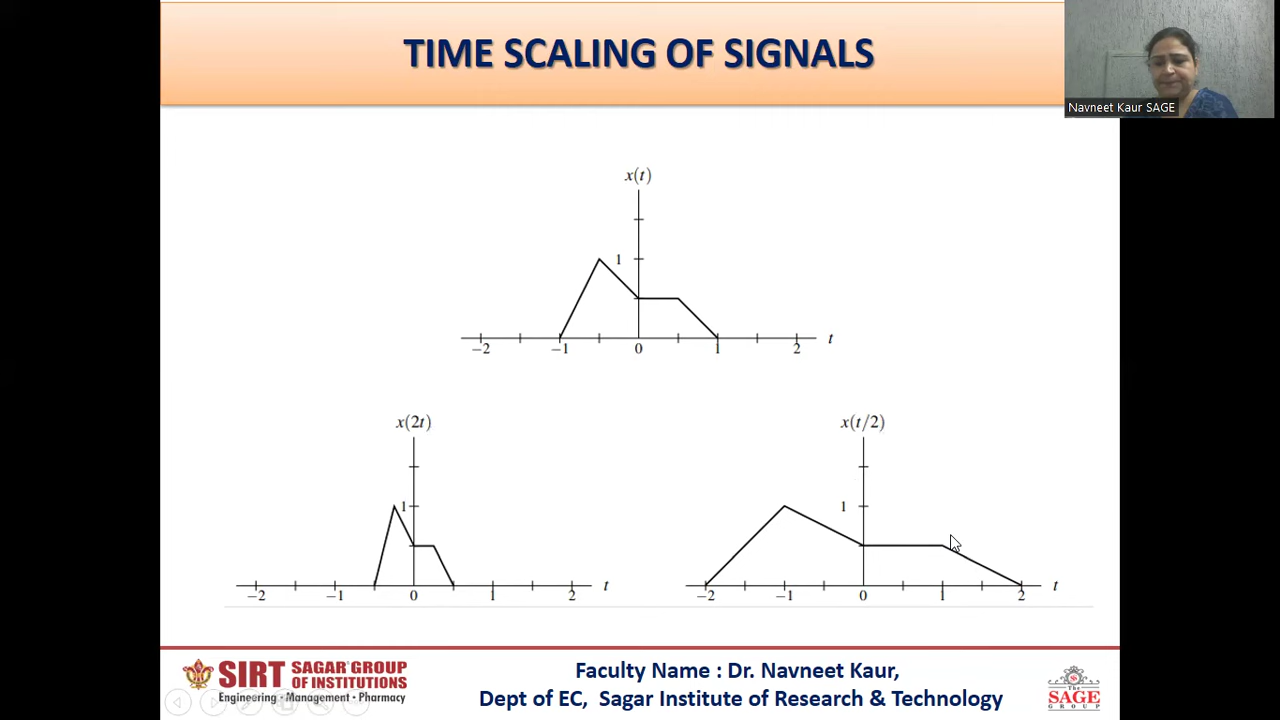 TIME SCALING OF SIGNALS
Navneet Kaur SAGE
x(t)
1
−2 −1 0 1 2 t
x(2t)
1
−2 −1 0 1 2 t
x(t/2)
1
−2 −1 0 1 2 t
SIRT SAGAR GROUP
OF INSTITUTIONS
Engineering • Management • Pharmacy
Faculty Name : Dr. Navneet Kaur,
Dept of EC, Sagar Institute of Research & Technology
The
SAGE
GROUP